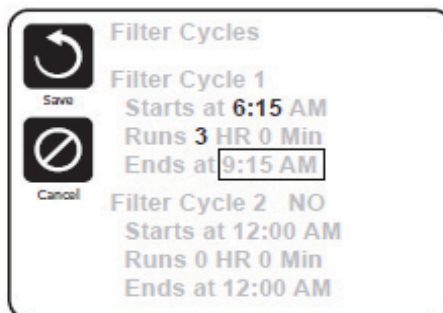 Filter Cycles
Save
Filter Cycle 1
Starts at 6:15 AM
Runs 3 HR 0 Min
Ends at 9:15 AM
Cancel
Filter Cycle 2 NO
Starts at 12:00 AM
Runs 0 HR 0 Min
Ends at 12:00 AM